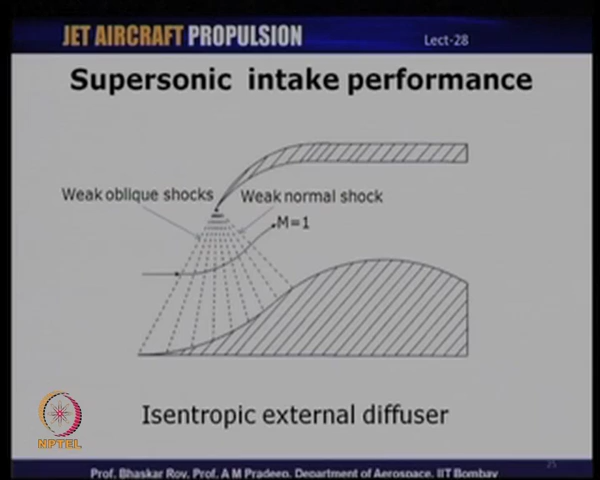 JET AIRCRAFT PROPULSION
Lect-28
Supersonic intake performance
Weak oblique shocks
Weak normal shock
M=1
Isentropic external diffuser
NPTEL
25
Prof. Bhaskar Roy, Prof. A M Pradeep, Department of Aerospace, IIT Bombay